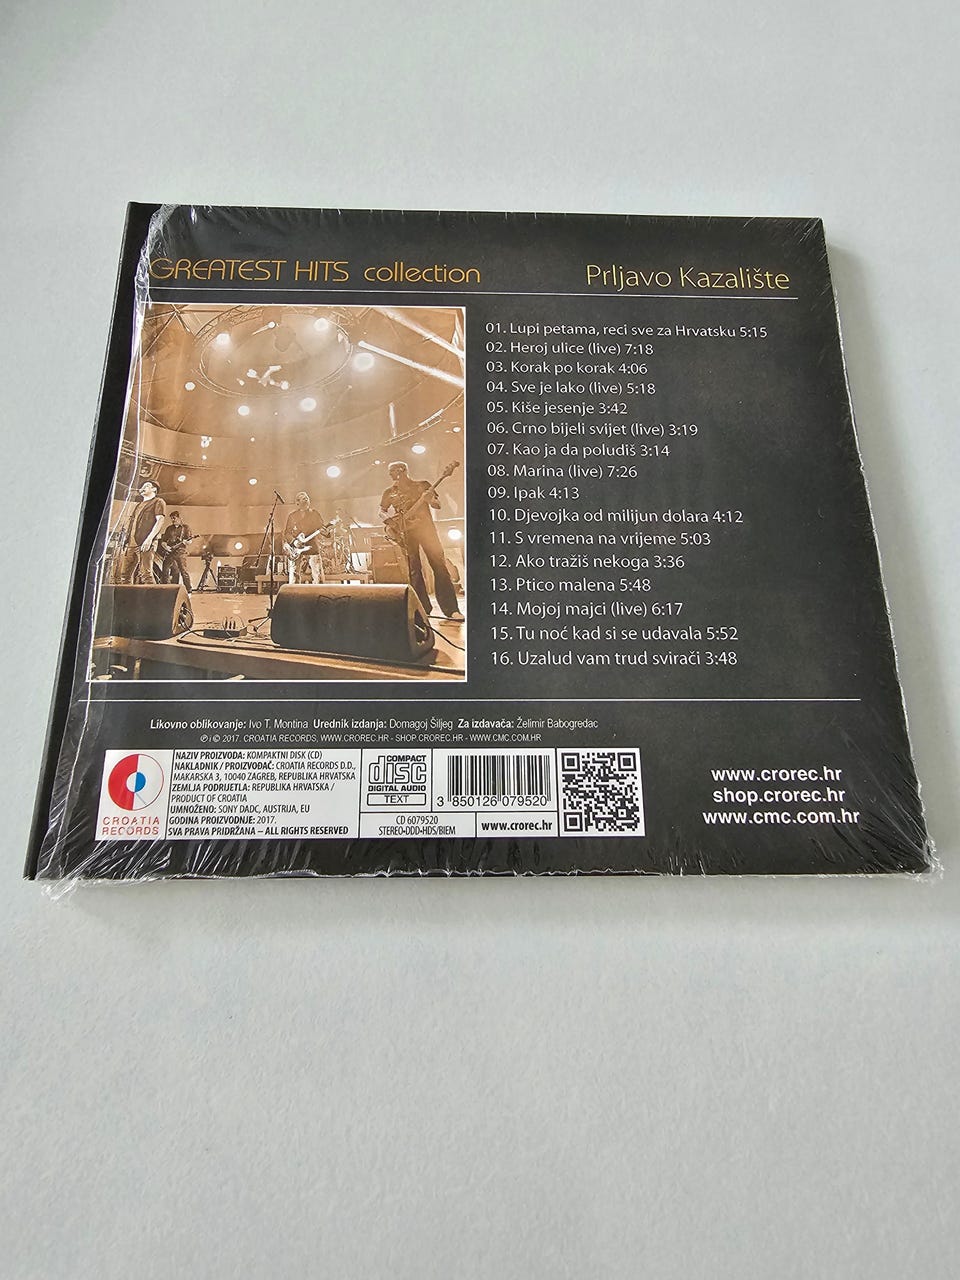 GREATEST HITS collection
Prljavo Kazalište
01. Lupi petama, reci sve za Hrvatsku 5:15
02. Heroj ulice (live) 7:18
03. Korak po korak 4:06
04. Sve je lako (live) 5:18
05. Kiše jesenje 3:42
06. Crno bijeli svijet (live) 3:19
07. Kao ja da poludiš 3:14
08. Marina (live) 7:26
09. Ipak 4:13
10. Djevojka od milijun dolara 4:12
11. S vremena na vrijeme 5:03
12. Ako tražiš nekoga 3:36
13. Ptico malena 5:48
14. Mojoj majci (live) 6:17
15. Tu noć kad si se udavala 5:52
16. Uzalud vam trud svirači 3:48
Likovno oblikovanje: Ivo T. Montina Urednik izdanja: Domagoj Šiljeg Za izdavača: Želimir Babogredac
℗ i © 2017. CROATIA RECORDS, WWW.CROREC.HR - SHOP.CROREC.HR - WWW.CMC.COM.HR
CROATIA
RECORDS
NAZIV PROIZVODA: KOMPAKTNI DISK (CD)
NAKLADNIK / PROIZVOĐAČ: CROATIA RECORDS D.D.,
MAKARSKA 3, 10040 ZAGREB, REPUBLIKA HRVATSKA
ZEMLJA PODRIJETLA: REPUBLIKA HRVATSKA /
PRODUCT OF CROATIA
UMNOŽENO: SONY DADC, AUSTRIJA, EU
GODINA PROIZVODNJE: 2017.
SVA PRAVA PRIDRŽANA – ALL RIGHTS RESERVED
COMPACT
disc
DIGITAL AUDIO
TEXT
CD 6079520
STEREO•DDD•HDS/BIEM
3 850126 079520
www.crorec.hr
www.crorec.hr
shop.crorec.hr
www.cmc.com.hr